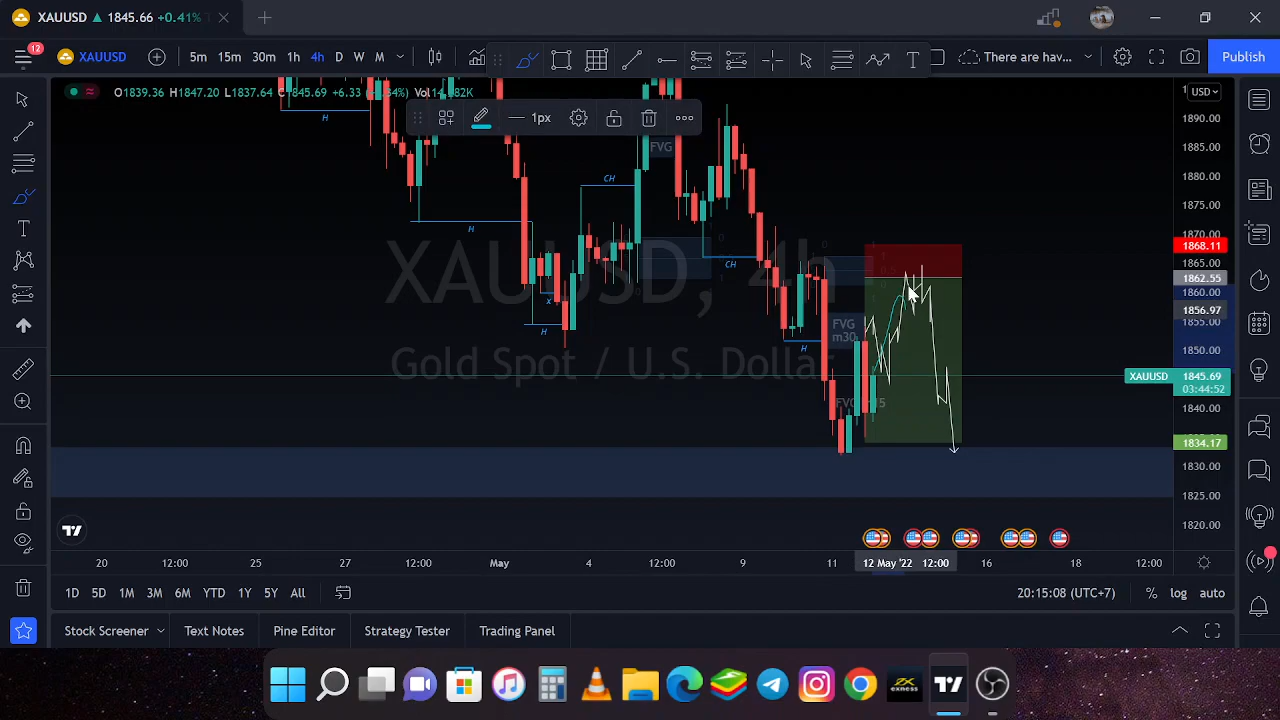 XAUUSD ▲ 1845.66 +0.41%
12
XAUUSD
5m 15m 30m 1h 4h D W M
T
There are hav...
Publish
O1839.36 H1847.20 L1837.64 C1845.69 +6.33
1px
USD
1890.00
1885.00
1880.00
1875.00
1870.00
1868.11
1865.00
1862.55
1860.00
1856.97
1855.00
1850.00
XAUUSD 1845.69
03:44:52
1840.00
1834.17
1830.00
1825.00
1820.00
H
FVG
CH
H
CH
XAUUSD, 4h
x
H
FVG
m30
H
Gold Spot / U.S. Dollar
20 12:00 25 27 12:00 May 4 12:00 9 11 12 May '22 12:00 16 18 12:00
1D 5D 1M 3M 6M YTD 1Y 5Y All
20:15:08 (UTC+7)
% log auto
Stock Screener Text Notes Pine Editor Strategy Tester Trading Panel
exness